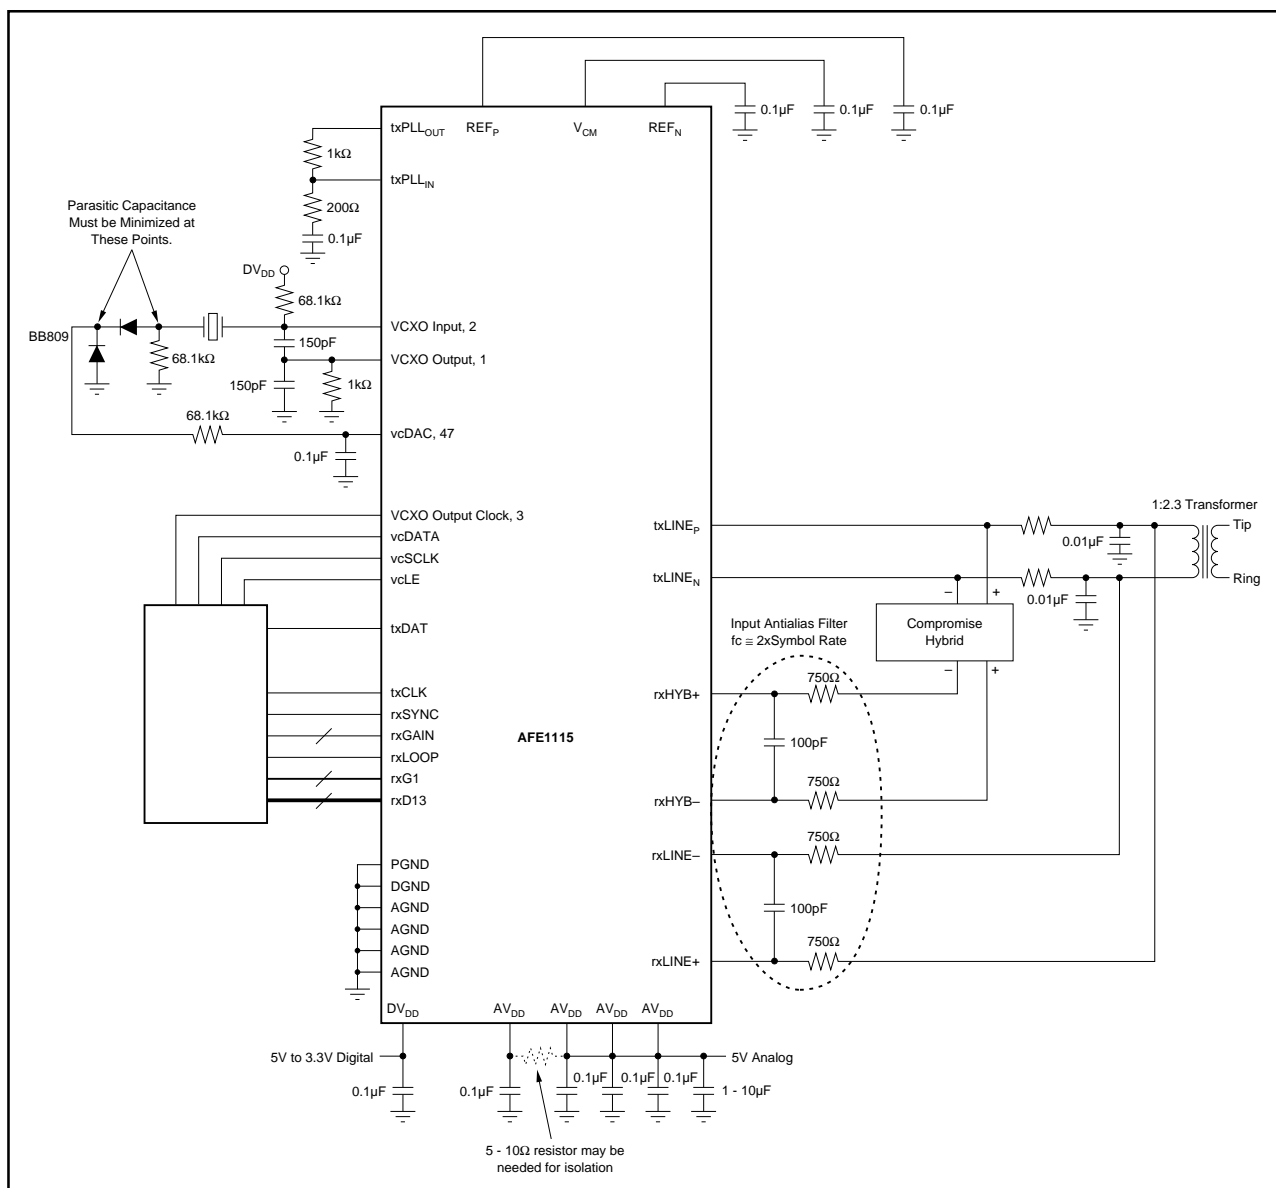 txPLLOUT
REFP
VCM
REFN
0.1µF
0.1µF
0.1µF
1kΩ
txPLLIN
200Ω
0.1µF
Parasitic Capacitance
Must be Minimized at
These Points.
DVDD
68.1kΩ
BB809
68.1kΩ
VCXO Input, 2
150pF
VCXO Output, 1
150pF
1kΩ
68.1kΩ
vcDAC, 47
0.1µF
VCXO Output Clock, 3
vcDATA
vcSCLK
vcLE
txDAT
txCLK
rxSYNC
rxGAIN
rxLOOP
rxG1
rxD13
AFE1115
txLINEP
txLINEN
1:2.3 Transformer
Tip
Ring
0.01µF
0.01µF
– +
Compromise
Hybrid
– +
Input Antialias Filter
fc ≅ 2xSymbol Rate
rxHYB+
750Ω
100pF
rxHYB–
750Ω
rxLINE–
750Ω
100pF
rxLINE+
750Ω
PGND
DGND
AGND
AGND
AGND
AGND
DVDD
AVDD
AVDD
AVDD
AVDD
5V to 3.3V Digital
5V Analog
0.1µF
0.1µF
0.1µF
0.1µF
0.1µF
1 - 10µF
5 - 10Ω resistor may be
needed for isolation